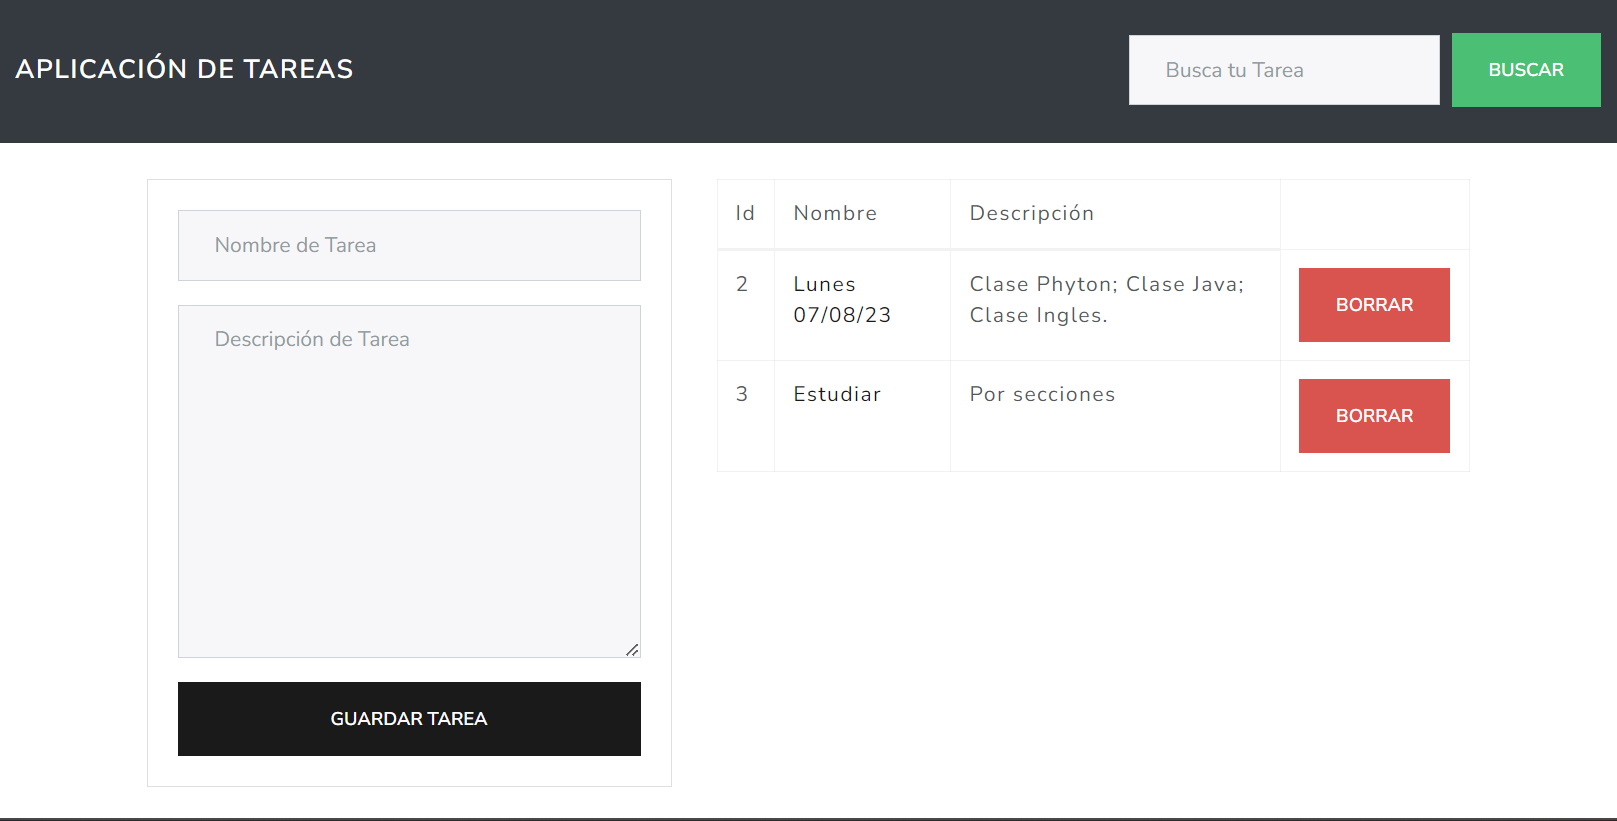 APLICACIÓN DE TAREAS
Busca tu Tarea
BUSCAR
Nombre de Tarea
Descripción de Tarea
GUARDAR TAREA
Id Nombre Descripción
2 Lunes 07/08/23 Clase Phyton; Clase Java; Clase Ingles. BORRAR
3 Estudiar Por secciones BORRAR